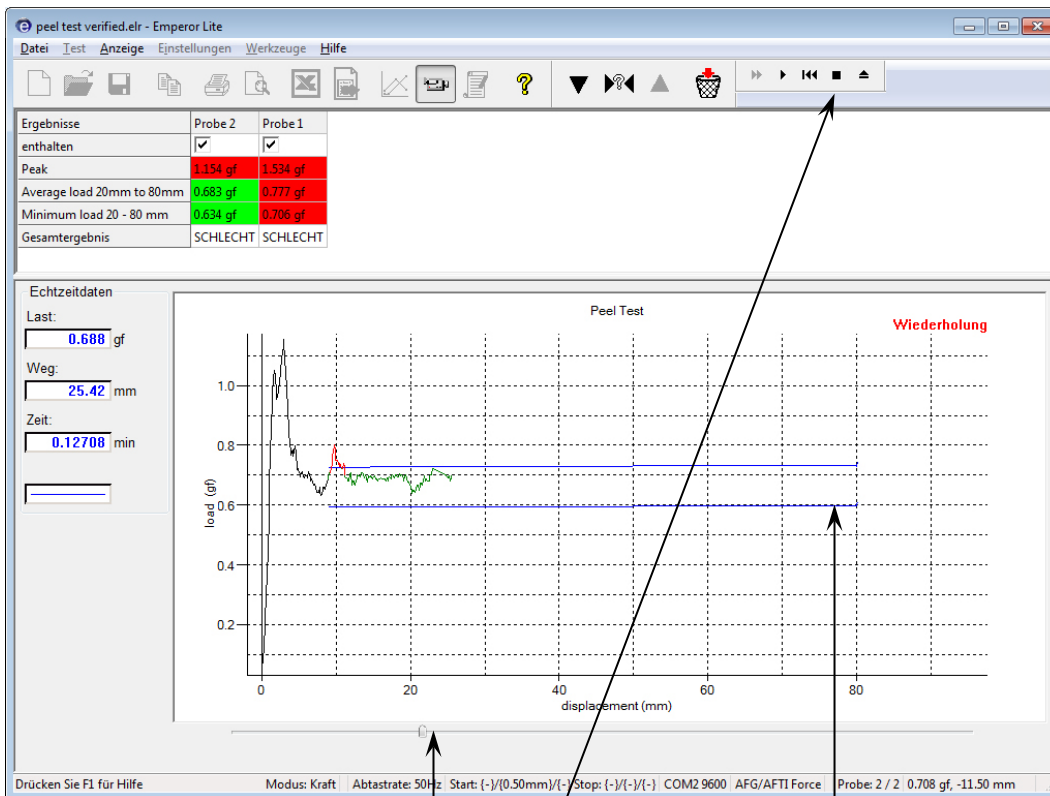 peel test verified.elr - Emperor Lite
Datei Test Anzeige Einstellungen Werkzeuge Hilfe
Ergebnisse Probe 2 Probe 1
enthalten
Peak 1.154 gf 1.534 gf
Average load 20mm to 80mm 0.683 gf 0.777 gf
Minimum load 20 - 80 mm 0.634 gf 0.706 gf
Gesamtergebnis SCHLECHT SCHLECHT
Echtzeitdaten
Last:
0.688 gf
Weg:
25.42 mm
Zeit:
0.12708 min
Peel Test
Wiederholung
1.0
0.8
0.6
0.4
0.2
load (gf)
0 20 40 60 80
displacement (mm)
Drücken Sie F1 für Hilfe Modus: Kraft Abtastrate: 50Hz Start: {-}/{0.50mm}/{-} Stop: {-}/{-}/{-} COM2 9600 AFG/AFTI Force Probe: 2 / 2 0.708 gf, -11.50 mm